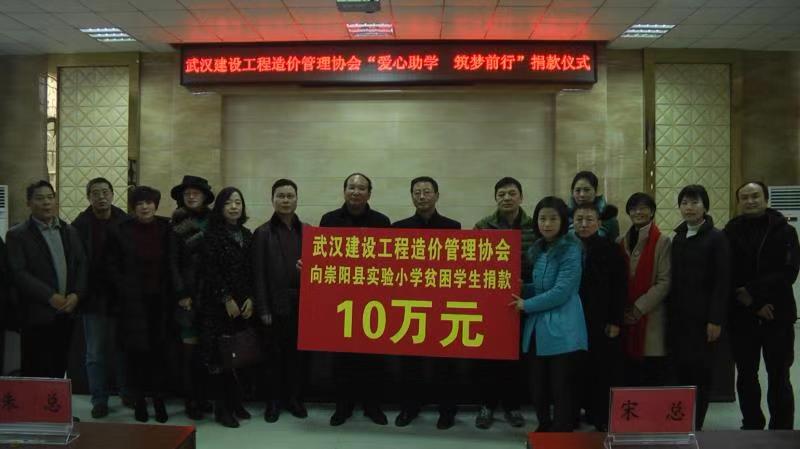 武汉建设工程造价管理协会“爱心助学 筑梦前行”捐款仪式
武汉建设工程造价管理协会
向崇阳县实验小学贫困学生捐款
10万元
朱 总
宋 总